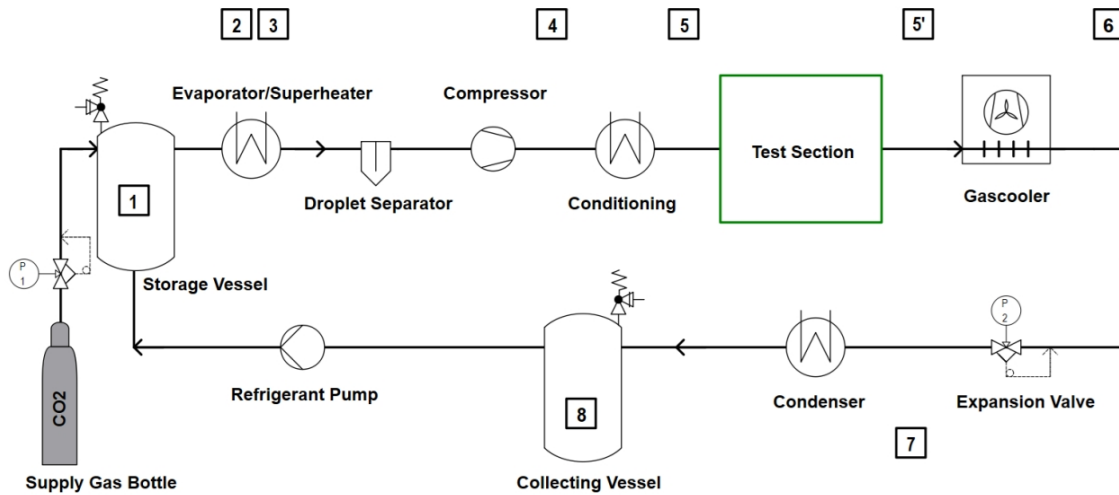 2 3 4 5 5' 6
Evaporator/Superheater
Compressor
Test Section
1
Droplet Separator
Conditioning
Gascooler
P
1
Storage Vessel
P
2
Refrigerant Pump
Condenser
Expansion Valve
CO2
8
7
Supply Gas Bottle
Collecting Vessel